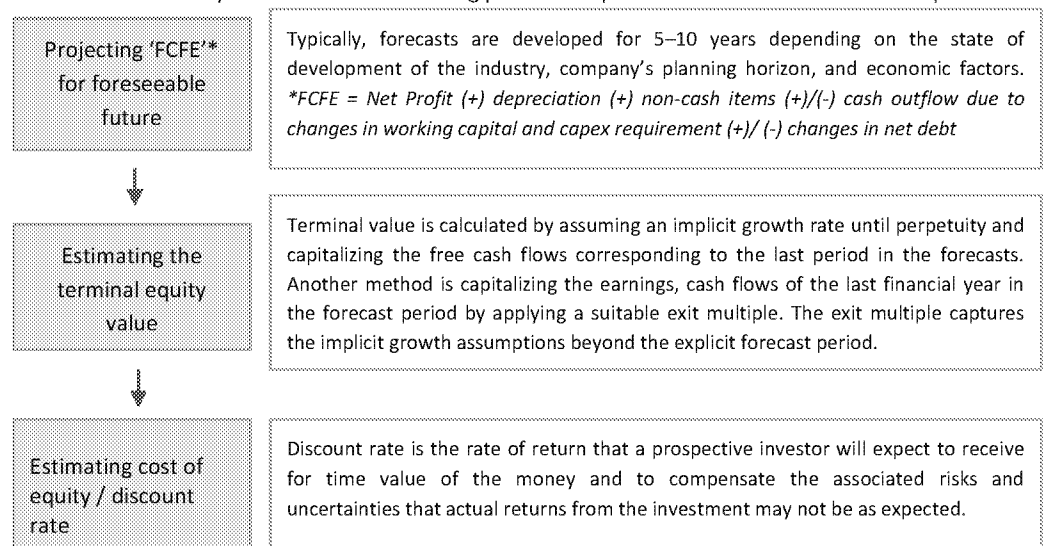 Projecting 'FCFE'*
for foreseeable
future
Typically, forecasts are developed for 5–10 years depending on the state of
development of the industry, company's planning horizon, and economic factors.
*FCFE = Net Profit (+) depreciation (+) non-cash items (+)/(-) cash outflow due to
changes in working capital and capex requirement (+)/ (-) changes in net debt
Estimating the
terminal equity
value
Terminal value is calculated by assuming an implicit growth rate until perpetuity and
capitalizing the free cash flows corresponding to the last period in the forecasts.
Another method is capitalizing the earnings, cash flows of the last financial year in
the forecast period by applying a suitable exit multiple. The exit multiple captures
the implicit growth assumptions beyond the explicit forecast period.
Estimating cost of
equity / discount
rate
Discount rate is the rate of return that a prospective investor will expect to receive
for time value of the money and to compensate the associated risks and
uncertainties that actual returns from the investment may not be as expected.